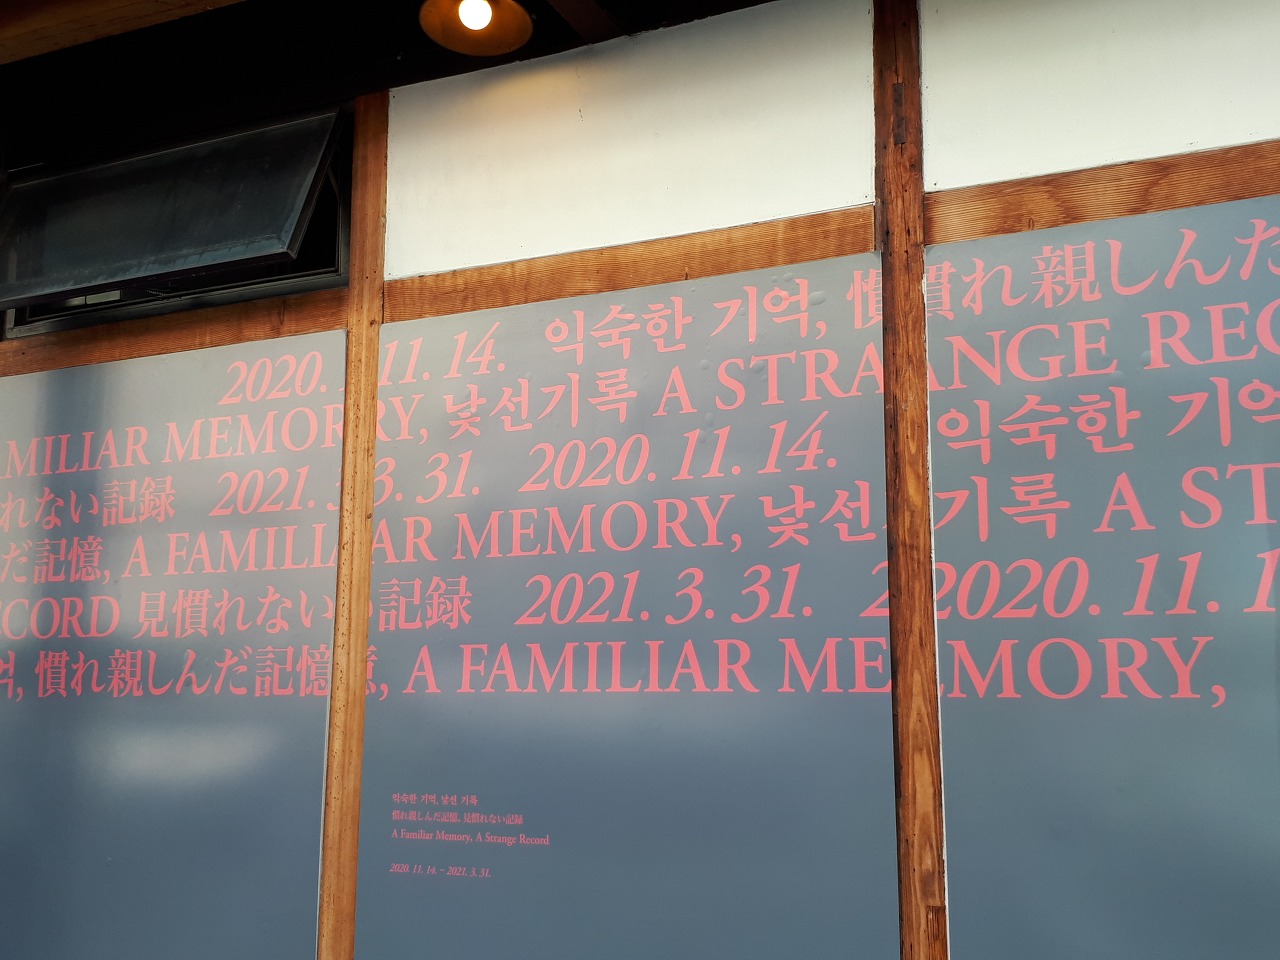 2020. 11. 14. 익숙한 기억, 慣れ親しんだ
AMILIAR MEMORY, 낯선기록 A STRANGE REC
れない記録 2021. 3. 31. 2020. 11. 14. 익숙한 기억
だ記憶, A FAMILIAR MEMORY, 낯선기록 A ST
CORD 見慣れない記録 2021. 3. 31. 2020. 11. 1
억, 慣れ親しんだ記憶, A FAMILIAR MEMORY,
익숙한 기억, 낯선 기록
慣れ親しんだ記憶, 見慣れない記録
A Familiar Memory, A Strange Record
2020. 11. 14. - 2021. 3. 31.